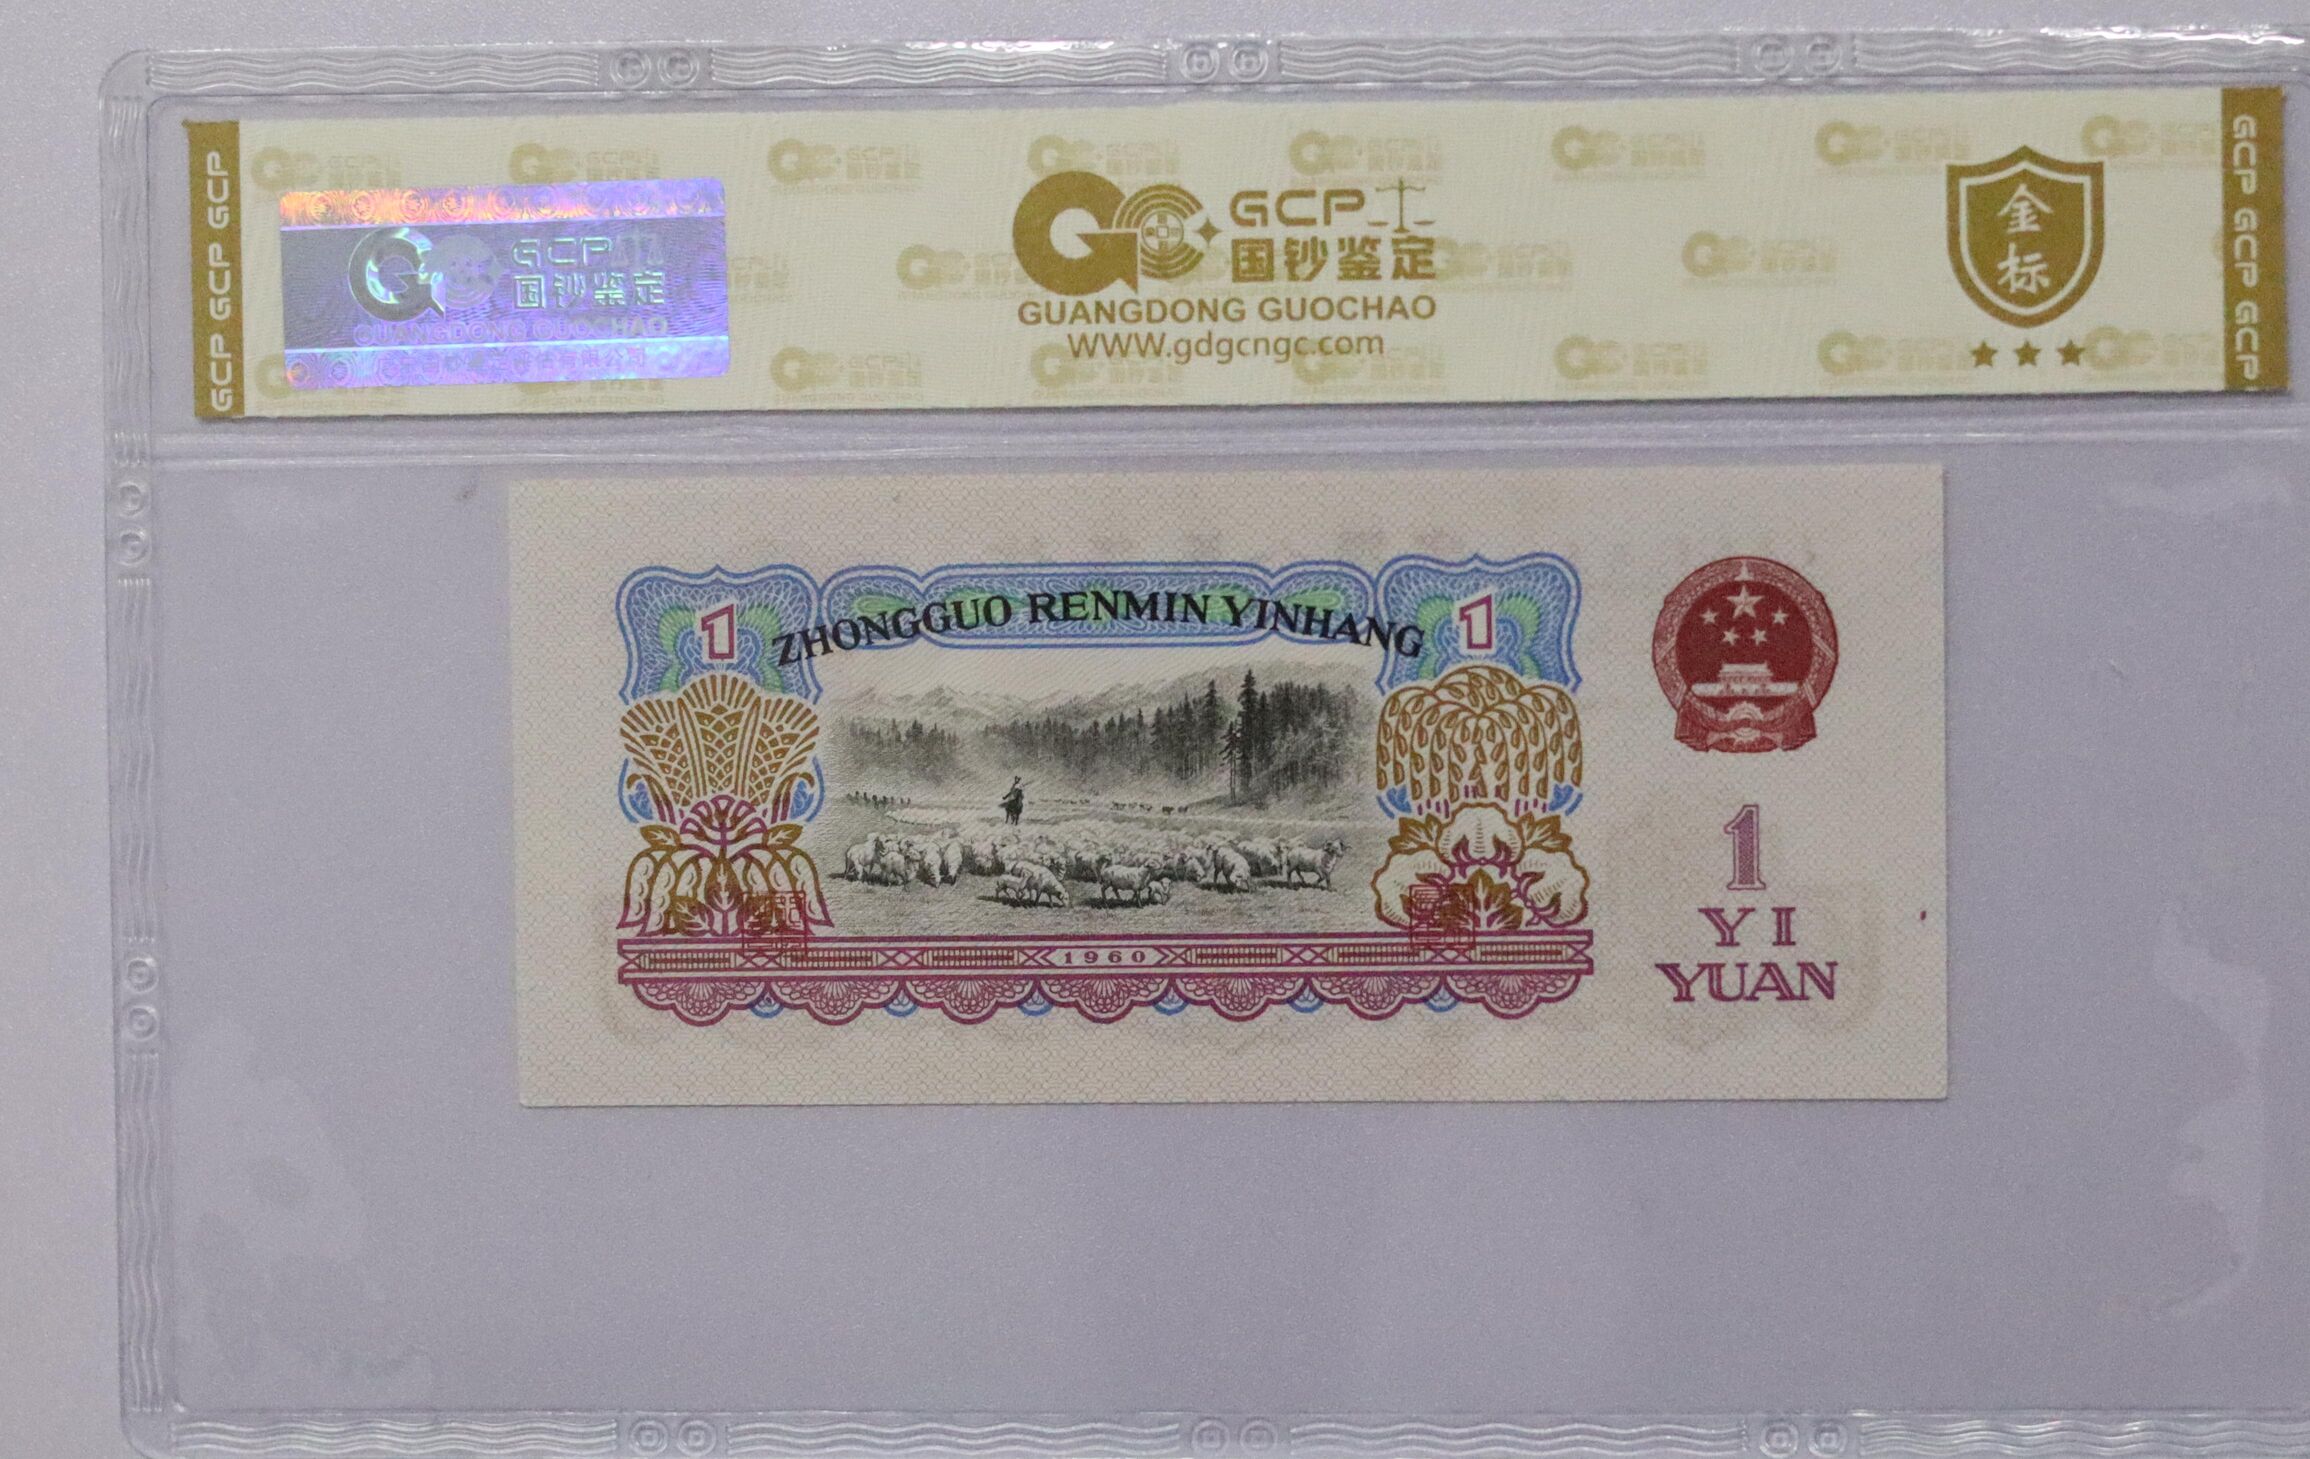 GCP GCP GCP
GCP
国钞鉴定
GUANGDONG GUOCHAO
GCP
国钞鉴定
GUANGDONG GUOCHAO
www.gdgcngc.com
金
标
GCP GCP GCP
1
ZHONGGUO RENMIN YINHANG
1
1
YI
YUAN
1960